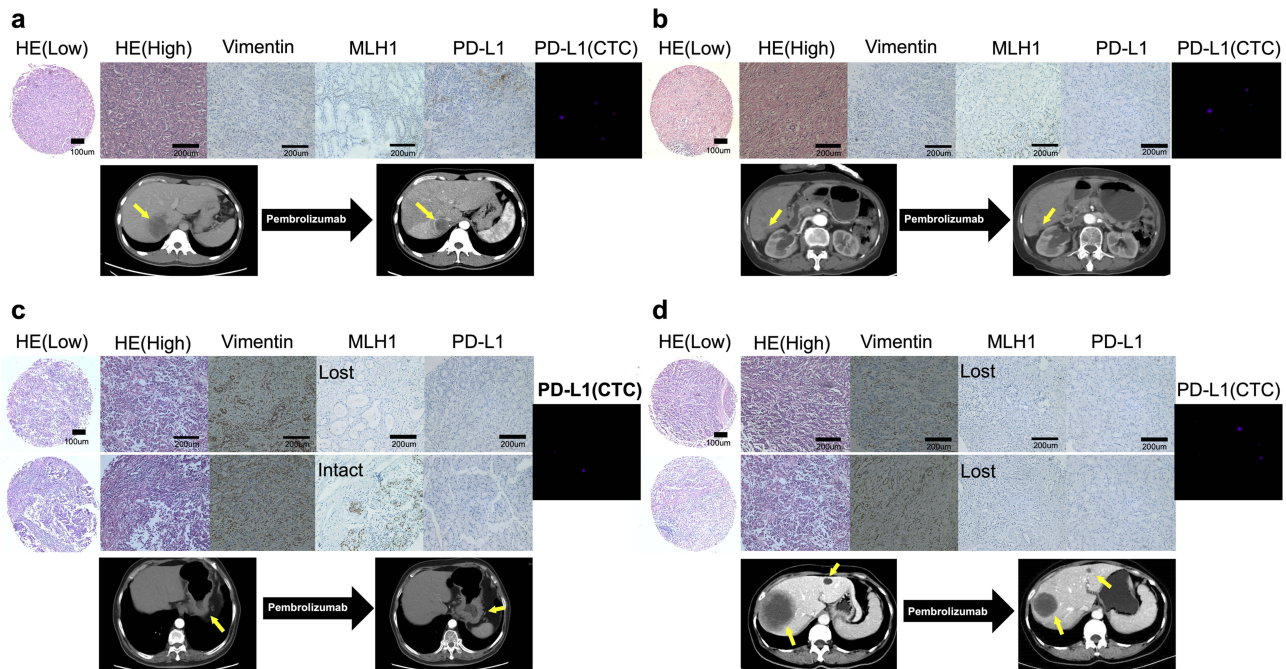 a
HE(Low) HE(High) Vimentin MLH1 PD-L1 PD-L1(CTC)
100um 200um 200um 200um 200um
Pembrolizumab
b
HE(Low) HE(High) Vimentin MLH1 PD-L1 PD-L1(CTC)
100um 200um 200um 200um 200um
Pembrolizumab
c
HE(Low) HE(High) Vimentin MLH1 PD-L1
Lost
PD-L1(CTC)
100um 200um 200um 200um 200um
Intact
Pembrolizumab
d
HE(Low) HE(High) Vimentin MLH1 PD-L1
Lost
PD-L1(CTC)
100um 200um 200um 200um 200um
Lost
Pembrolizumab